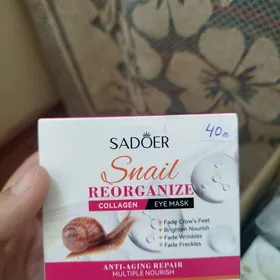 SADOER
40m
Snail
REORGANIZE
COLLAGEN EYE MASK
Fade Crow's Feet
Brighten Nourish
Fade Wrinkles
Fade Freckles
ANTI-AGING REPAIR
MULTIPLE NOURISH